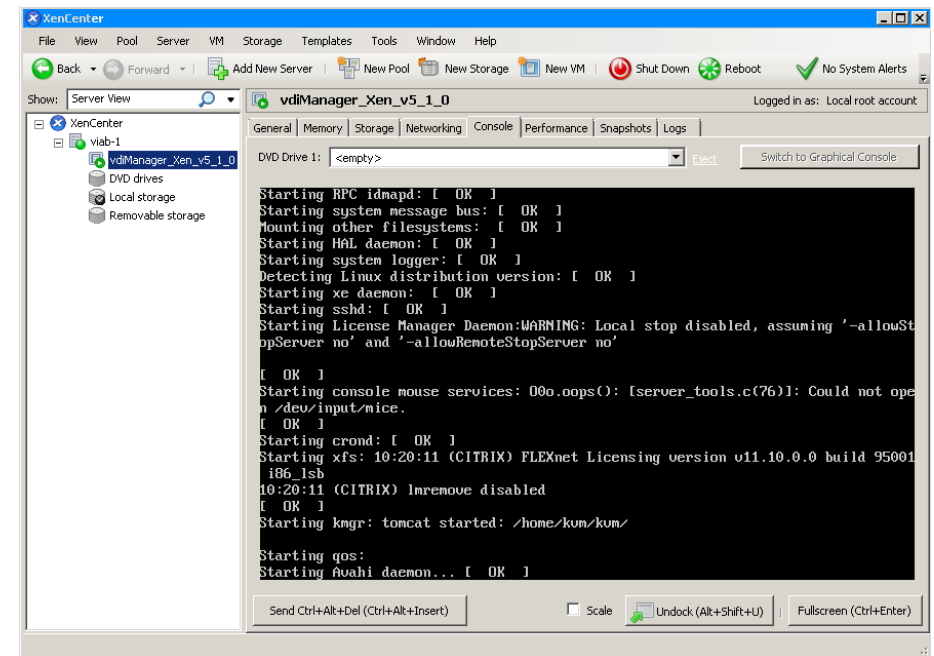 XenCenter
File View Pool Server VM Storage Templates Tools Window Help
Back Forward Add New Server New Pool New Storage New VM Shut Down Reboot No System Alerts
Show: Server View
XenCenter
viab-1
vdiManager_Xen_v5_1_0
DVD drives
Local storage
Removable storage
vdiManager_Xen_v5_1_0 Logged in as: Local root account
General Memory Storage Networking Console Performance Snapshots Logs
DVD Drive 1: <empty> Eject Switch to Graphical Console
Starting RPC idmapd: [ OK ]
Starting system message bus: [ OK ]
Mounting other filesystems: [ OK ]
Starting HAL daemon: [ OK ]
Starting system logger: [ OK ]
Detecting Linux distribution version: [ OK ]
Starting xe daemon: [ OK ]
Starting sshd: [ OK ]
Starting License Manager Daemon:WARNING: Local stop disabled, assuming '-allowSt
opServer no' and '-allowRemoteStopServer no'
[ OK ]
Starting console mouse services: O0o.oops(): [server_tools.c(76)]: Could not ope
n /dev/input/mice.
[ OK ]
Starting crond: [ OK ]
Starting xfs: 10:20:11 (CITRIX) FLEXnet Licensing version v11.10.0.0 build 95001
i86_lsb
10:20:11 (CITRIX) lmremove disabled
[ OK ]
Starting kmgr: tomcat started: /home/kvm/kvm/
Starting qos:
Starting Avahi daemon... [ OK ]
Send Ctrl+Alt+Del (Ctrl+Alt+Insert) Scale Undock (Alt+Shift+U) Fullscreen (Ctrl+Enter)